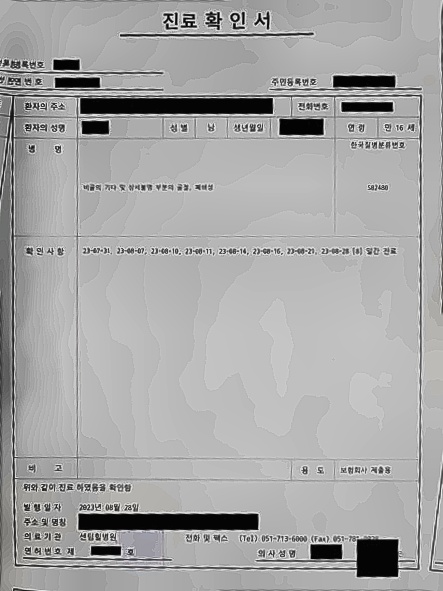 진료확인서
등록번호
번호
주민등록번호
환자의 주소 전화번호
환자의 성명 성별 남 생년월일 연령 만 16 세
병 명 한국질병분류번호
비골의 기타 및 상세불명 부분의 골절, 폐쇄성 S82480
확인사항 23-07-31, 23-08-07, 23-08-10, 23-08-11, 23-08-14, 23-08-16, 23-08-21, 23-08-28 [8] 일간 진료
비 고 용 도 보험회사 제출용
위와 같이 진료 하였음을 확인함
발행일자 2023년 08월 28일
주소 및 명칭
의료기관 센텀힐병원 전화 및 팩스 (Tel) 051-713-6000 (Fax) 051-781
면허번호 제 호 의사성명